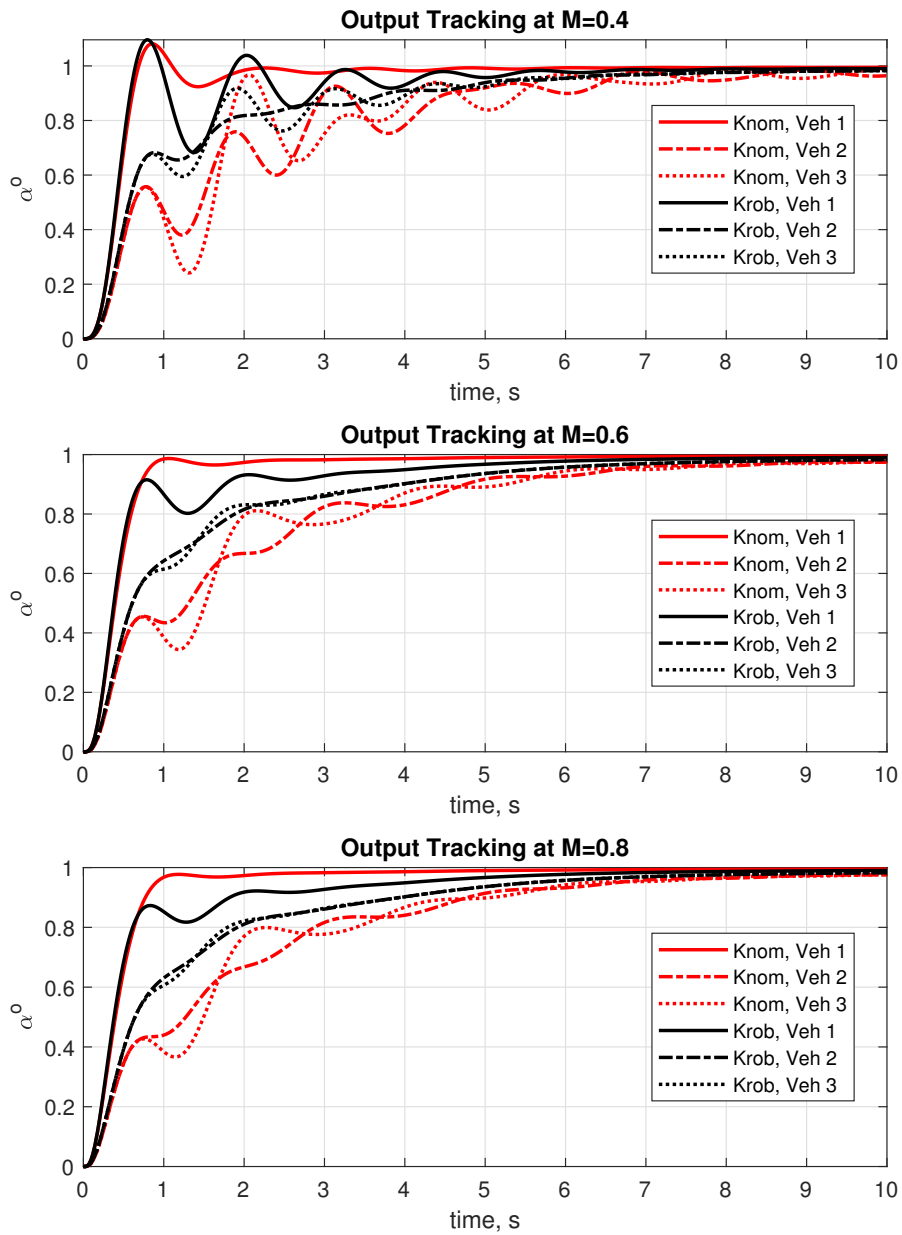 Output Tracking at M=0.4
1
0.8
0.6
0.4
0.2
0
α°
Knom, Veh 1
Knom, Veh 2
Knom, Veh 3
Krob, Veh 1
Krob, Veh 2
Krob, Veh 3
0 1 2 3 4 5 6 7 8 9 10
time, s
Output Tracking at M=0.6
1
0.8
0.6
0.4
0.2
0
α°
Knom, Veh 1
Knom, Veh 2
Knom, Veh 3
Krob, Veh 1
Krob, Veh 2
Krob, Veh 3
0 1 2 3 4 5 6 7 8 9 10
time, s
Output Tracking at M=0.8
1
0.8
0.6
0.4
0.2
0
α°
Knom, Veh 1
Knom, Veh 2
Knom, Veh 3
Krob, Veh 1
Krob, Veh 2
Krob, Veh 3
0 1 2 3 4 5 6 7 8 9 10
time, s